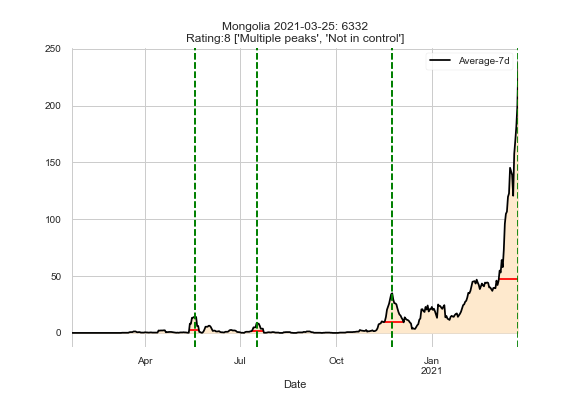 Mongolia 2021-03-25: 6332
Rating:8 ['Multiple peaks', 'Not in control']
250
Average-7d
200
150
100
50
0
Apr
Jul
Oct
Jan
2021
Date